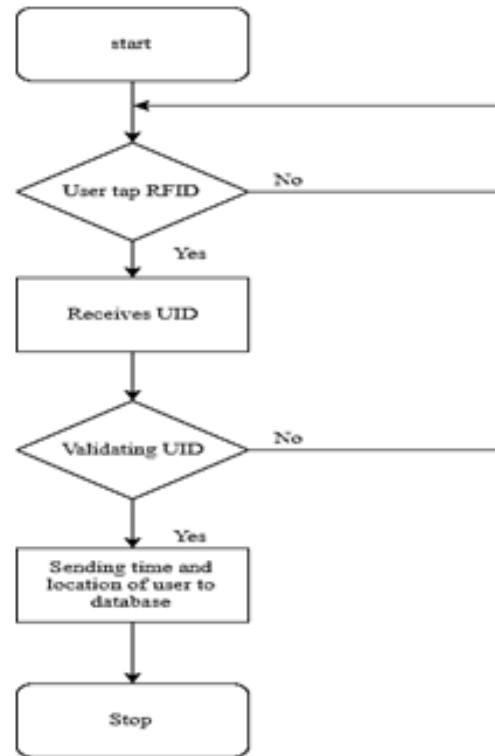 start
User tap RFID
No
Yes
Receives UID
Validating UID
No
Yes
Sending time and
location of user to
database
Stop